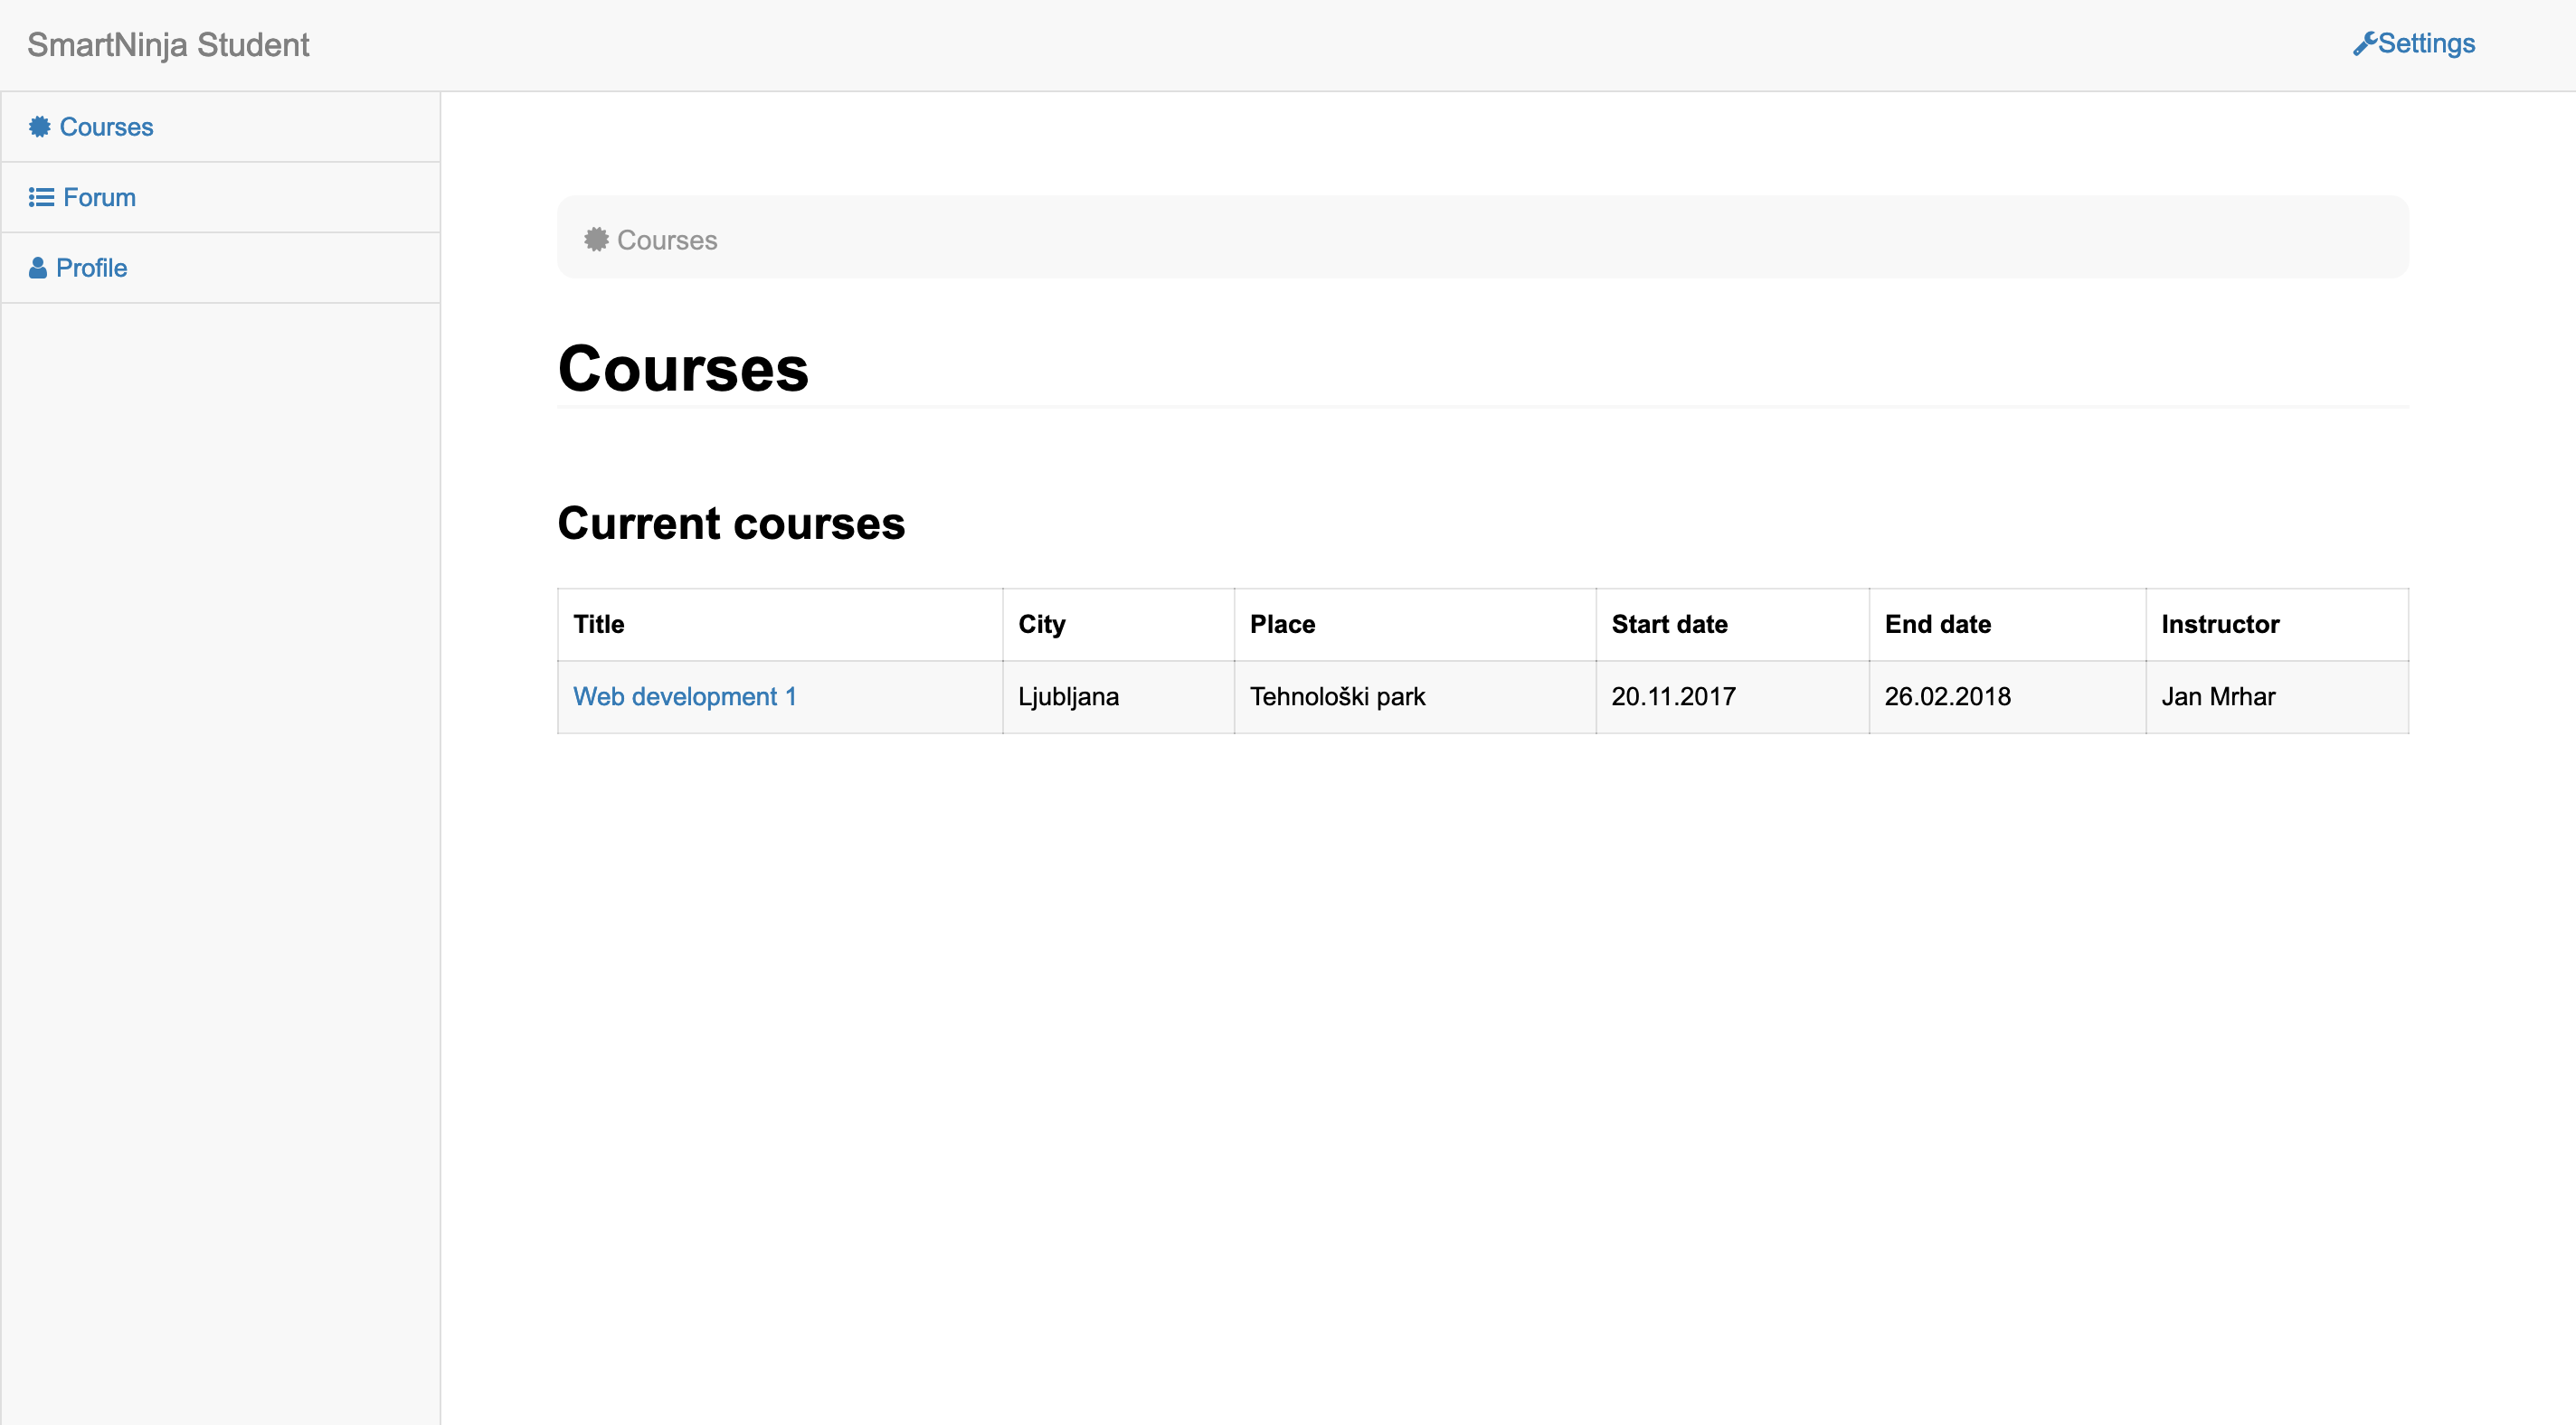 SmartNinja Student
Settings
Courses
Forum
Profile
Courses
Courses
Current courses
Title City Place Start date End date Instructor
Web development 1 Ljubljana Tehnološki park 20.11.2017 26.02.2018 Jan Mrhar